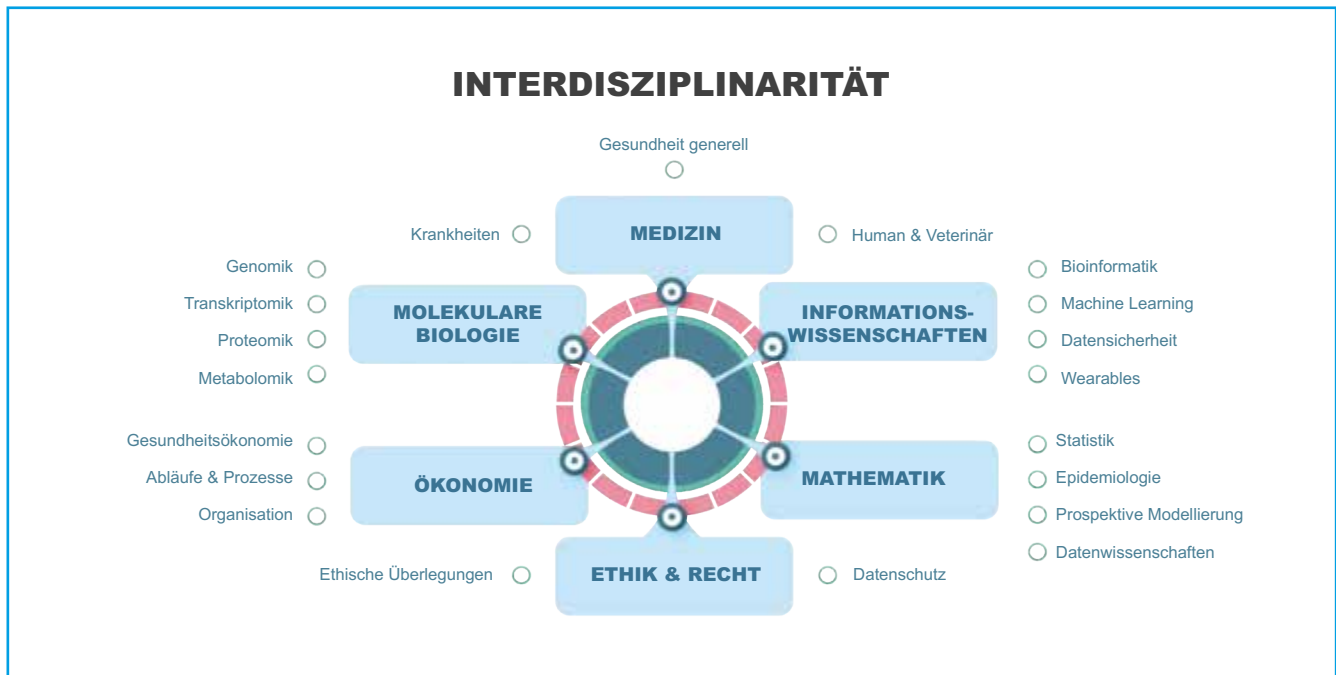 INTERDISZIPLINARITÄT
Gesundheit generell
Krankheiten
MEDIZIN
Human & Veterinär
Genomik
Transkriptomik
Proteomik
Metabolomik
MOLEKULARE
BIOLOGIE
INFORMATIONS-
WISSENSCHAFTEN
Bioinformatik
Machine Learning
Datensicherheit
Wearables
Gesundheitsökonomie
Abläufe & Prozesse
Organisation
ÖKONOMIE
MATHEMATIK
Statistik
Epidemiologie
Prospektive Modellierung
Datenwissenschaften
Ethische Überlegungen
ETHIK & RECHT
Datenschutz